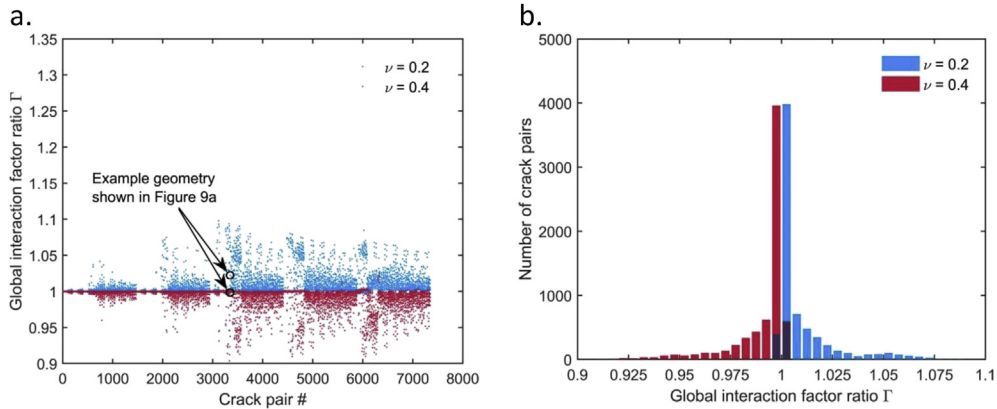 a.
Global interaction factor ratio Γ
1.35
1.3
1.25
1.2
1.15
1.1
1.05
1
0.95
0.9
ν = 0.2
ν = 0.4
Example geometry
shown in Figure 9a
0
1000
2000
3000
4000
5000
6000
7000
8000
Crack pair #
b.
Number of crack pairs
5000
4000
3000
2000
1000
0
ν = 0.2
ν = 0.4
0.9
0.925
0.95
0.975
1
1.025
1.05
1.075
1.1
Global interaction factor ratio Γ